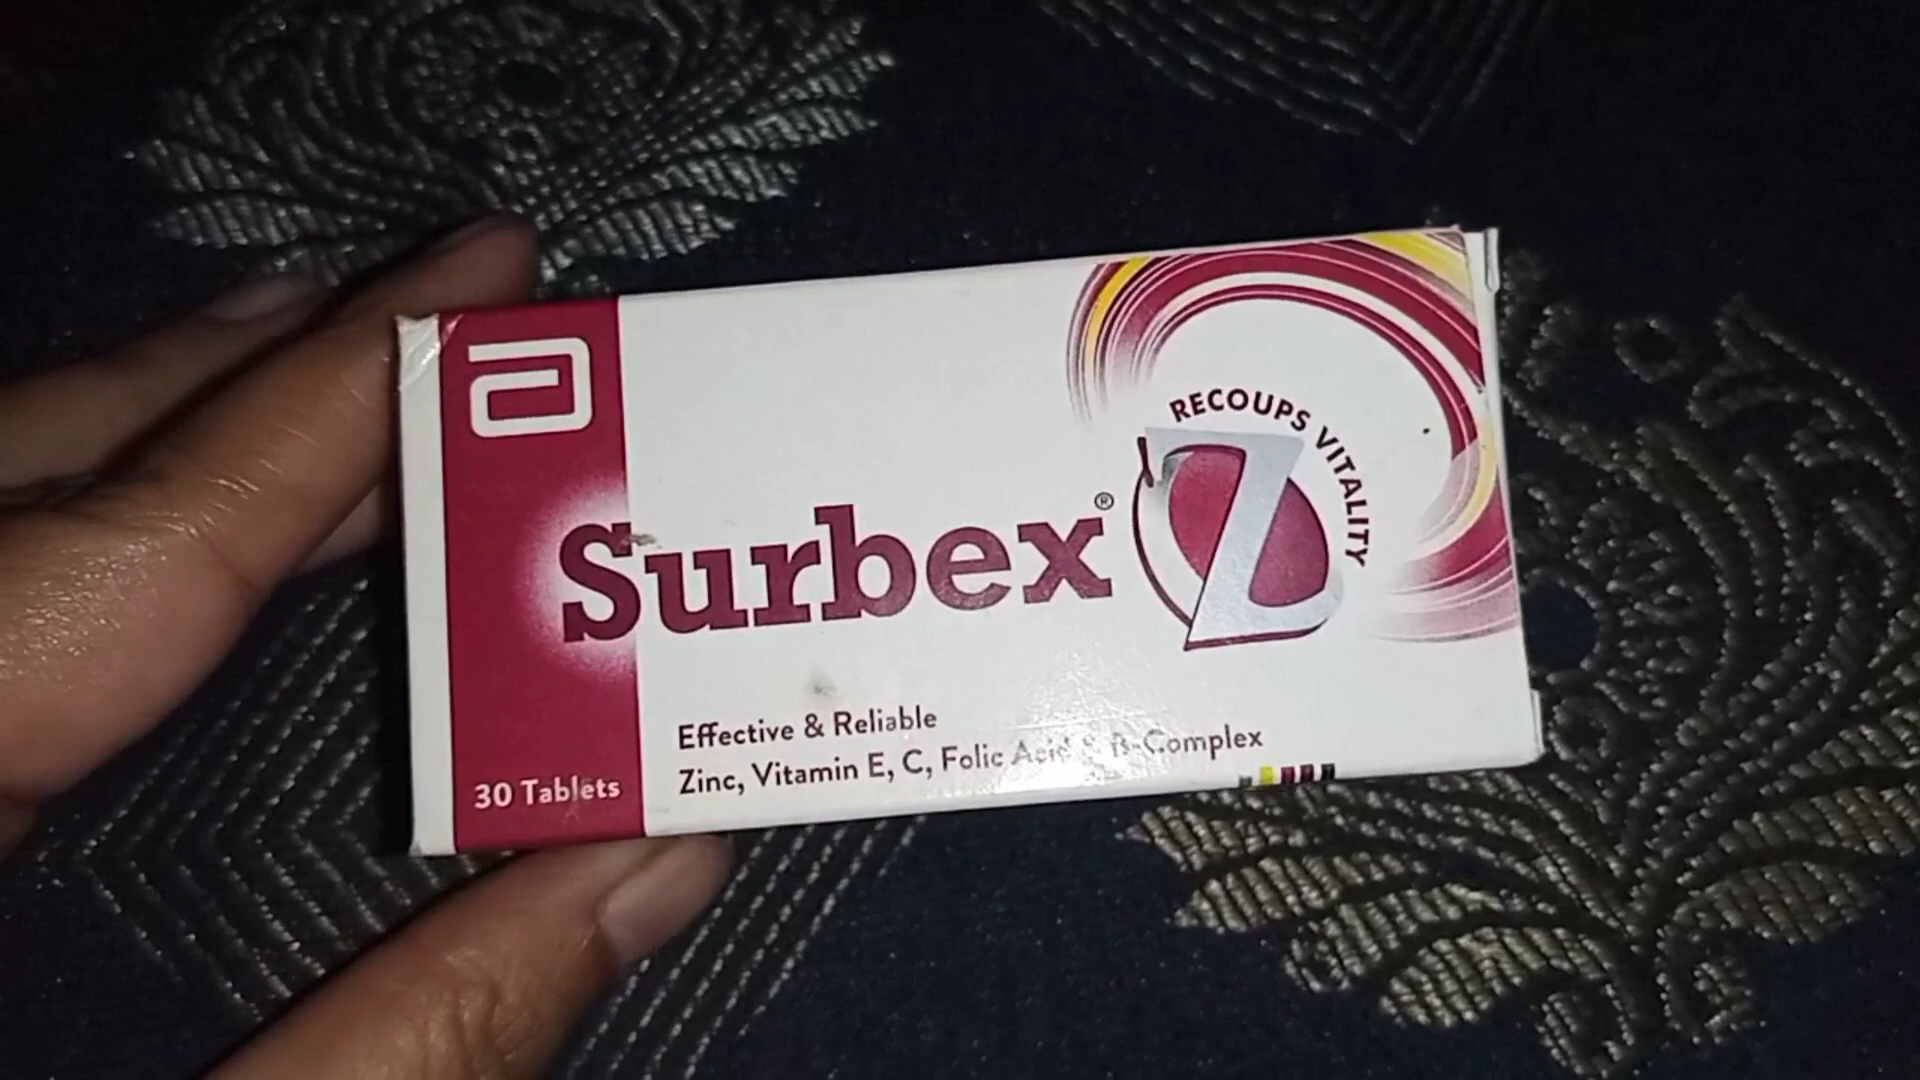 Surbex® Z
RECOUPS VITALITY
Effective & Reliable
Zinc, Vitamin E, C, Folic Acid & B-Complex
30 Tablets